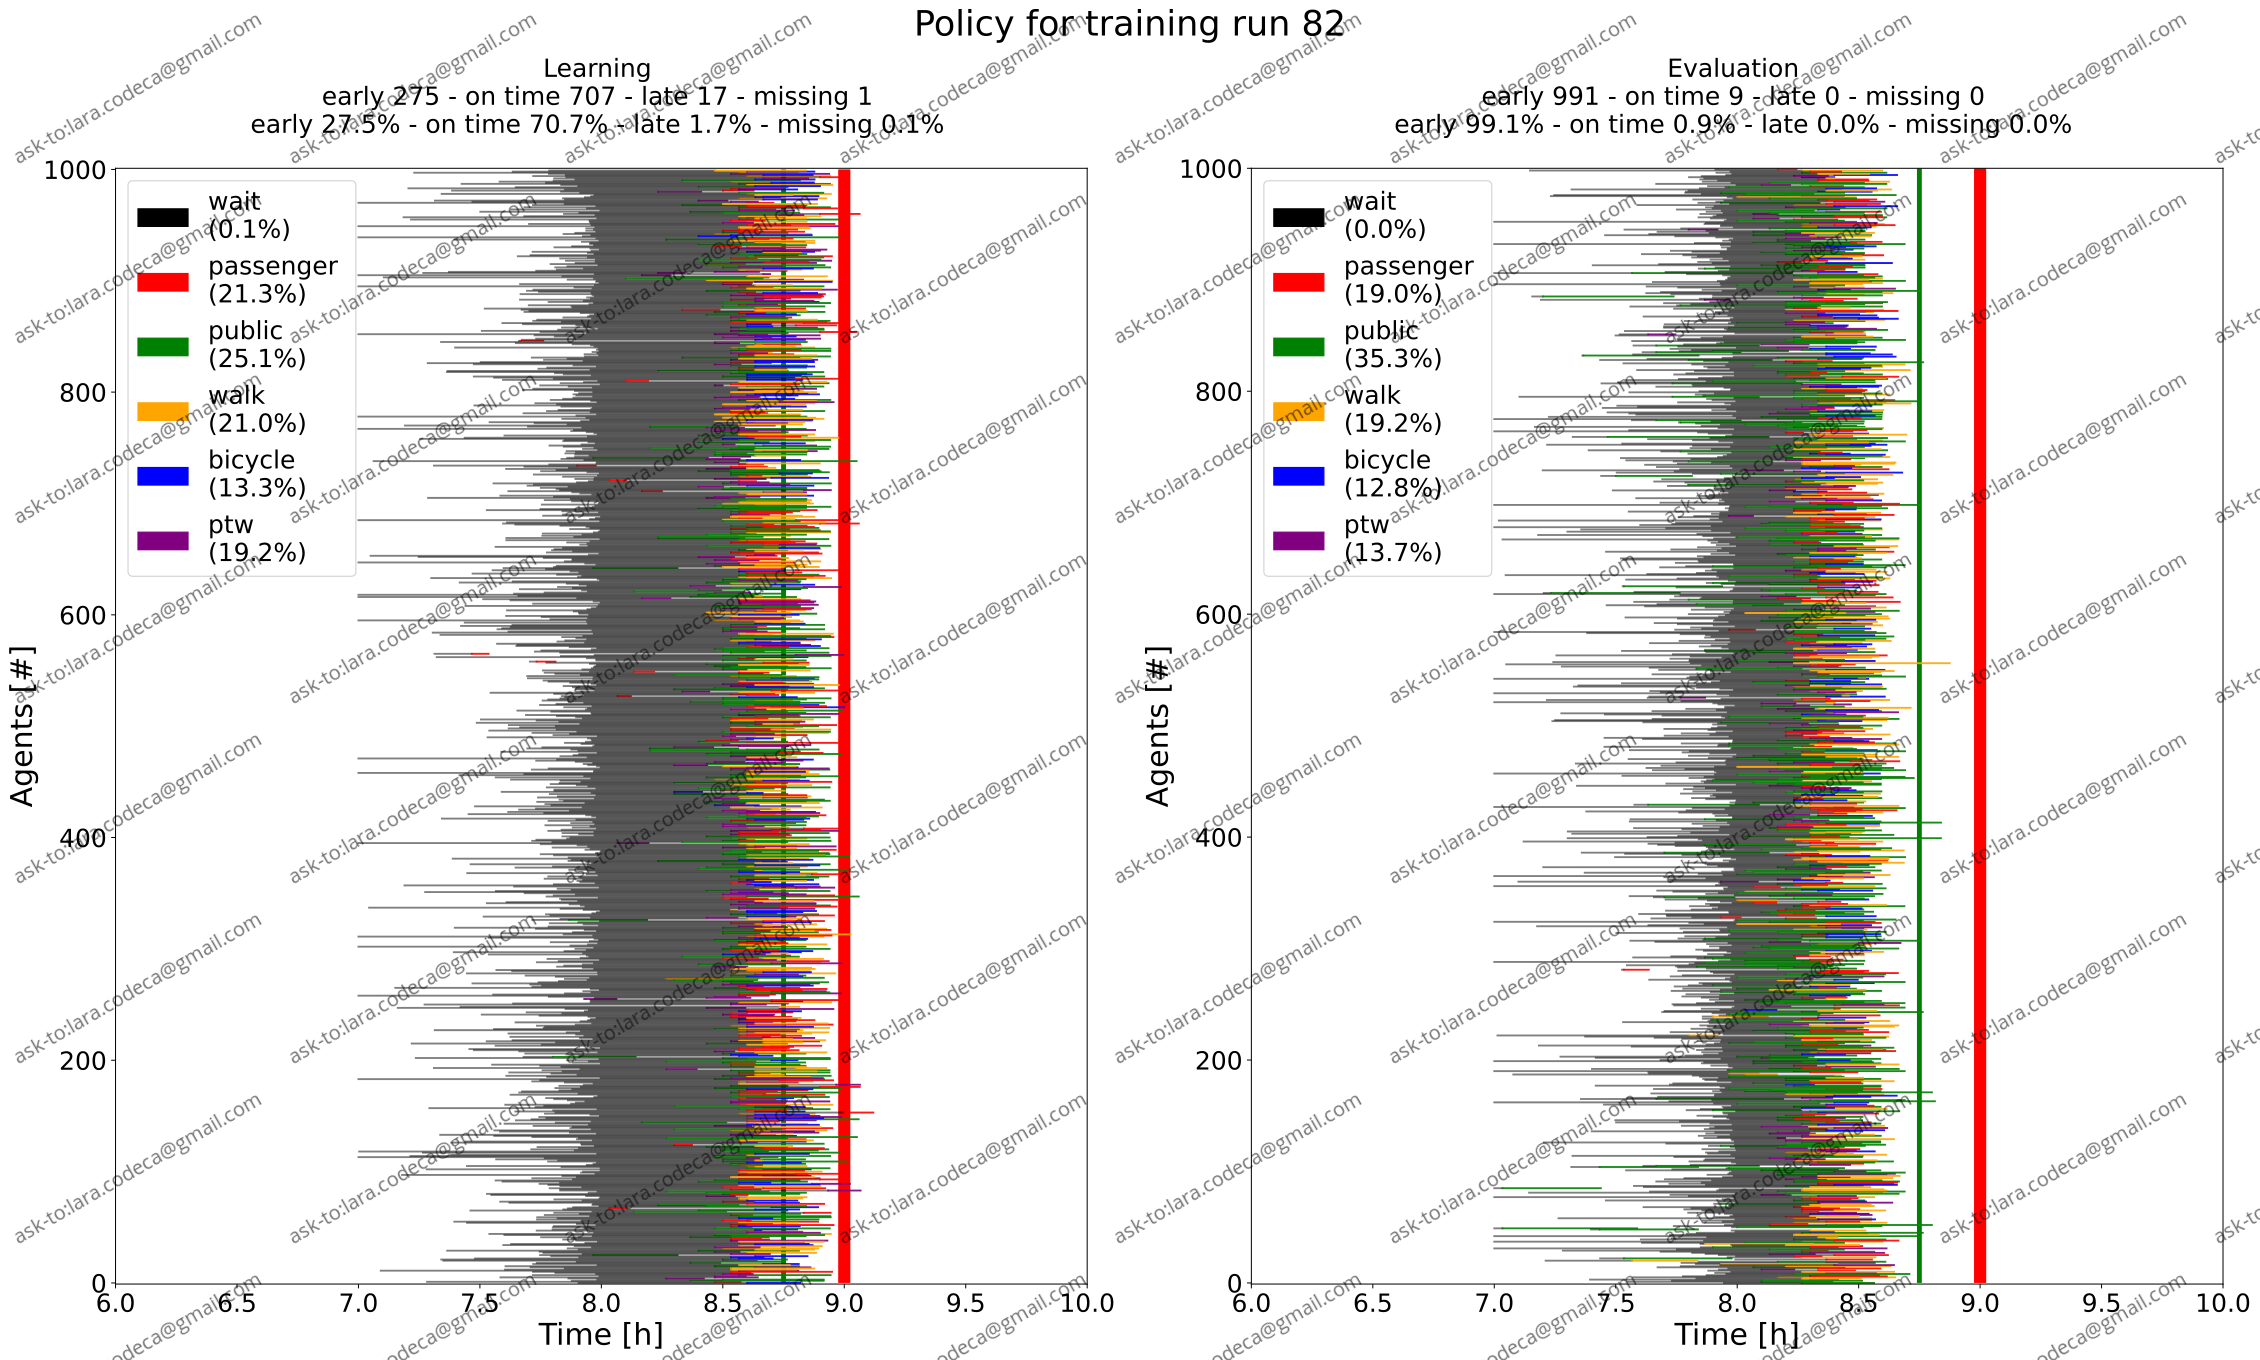 Policy for training run 82
Learning
early 275 - on time 707 - late 17 - missing 1
early 27.5% - on time 70.7% - late 1.7% - missing 0.1%
1000
800
600
400
200
0
Agents [#]
wait
(0.1%)
passenger
(21.3%)
public
(25.1%)
walk
(21.0%)
bicycle
(13.3%)
ptw
(19.2%)
6.0 6.5 7.0 7.5 8.0 8.5 9.0 9.5 10.0
Time [h]
Evaluation
early 991 - on time 9 - late 0 - missing 0
early 99.1% - on time 0.9% - late 0.0% - missing 0.0%
1000
800
600
400
200
0
Agents [#]
wait
(0.0%)
passenger
(19.0%)
public
(35.3%)
walk
(19.2%)
bicycle
(12.8%)
ptw
(13.7%)
6.0 6.5 7.0 7.5 8.0 8.5 9.0 9.5 10.0
Time [h]
ask-to:lara.codeca@gmail.com